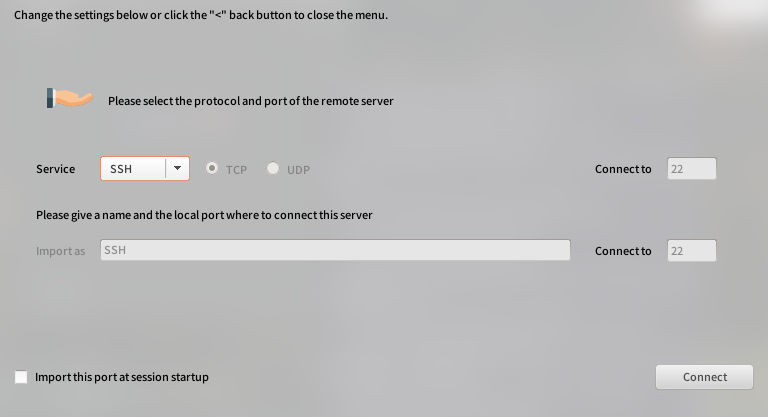 Change the settings below or click the "<" back button to close the menu.
Please select the protocol and port of the remote server
Service SSH TCP UDP Connect to 22
Please give a name and the local port where to connect this server
Import as SSH Connect to 22
Import this port at session startup Connect